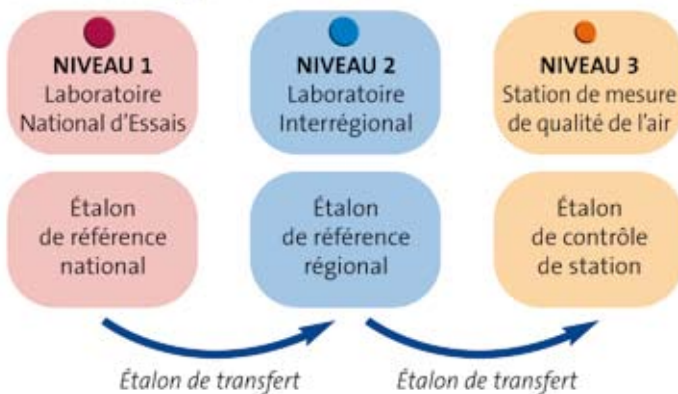 NIVEAU 1
Laboratoire
National d'Essais
NIVEAU 2
Laboratoire
Interrégional
NIVEAU 3
Station de mesure
de qualité de l'air
Étalon
de référence
national
Étalon
de référence
régional
Étalon
de contrôle
de station
Étalon de transfert
Étalon de transfert